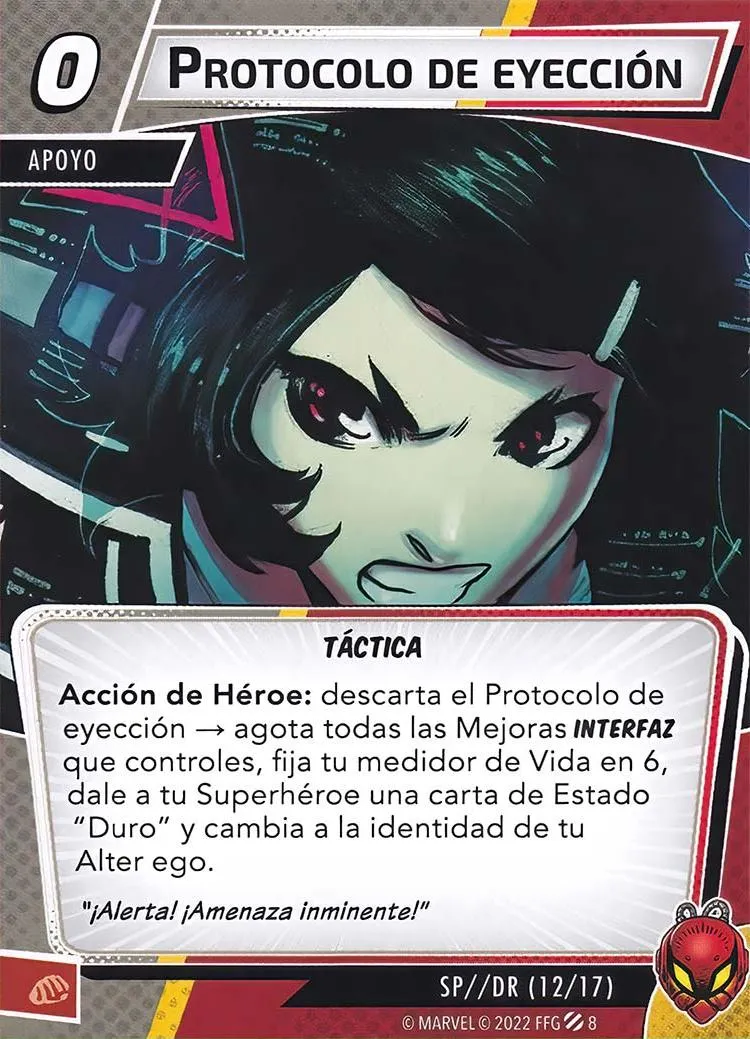 0
PROTOCOLO DE EYECCIÓN
APOYO
TÁCTICA
Acción de Héroe: descarta el Protocolo de
eyección → agota todas las Mejoras INTERFAZ
que controles, fija tu medidor de Vida en 6,
dale a tu Superhéroe una carta de Estado
“Duro” y cambia a la identidad de tu
Alter ego.
"¡Alerta! ¡Amenaza inminente!”
SP//DR (12/17)
© MARVEL © 2022 FFG 8